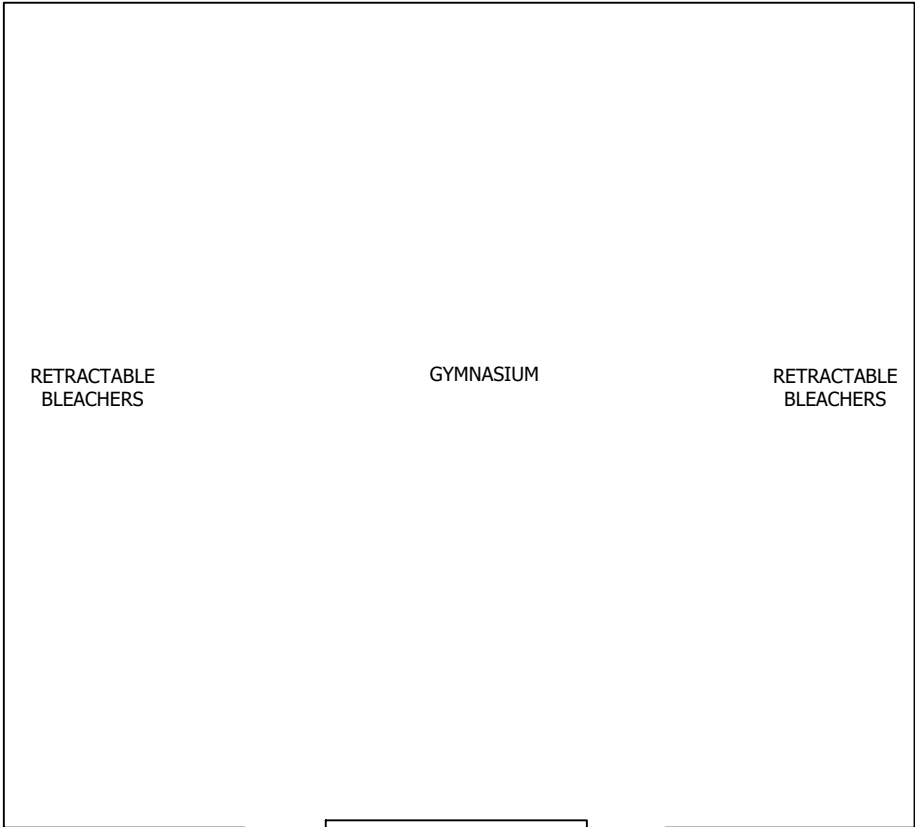 RETRACTABLE
BLEACHERS
GYMNASIUM
RETRACTABLE
BLEACHERS